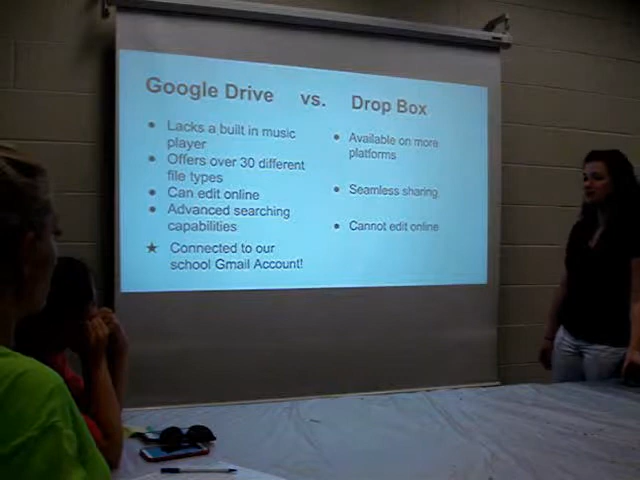 Google Drive vs. Drop Box
• Lacks a built in music
player
• Offers over 30 different
file types
• Can edit online
• Advanced searching
capabilities
★ Connected to our
school Gmail Account!
• Available on more
platforms
• Seamless sharing
• Cannot edit online